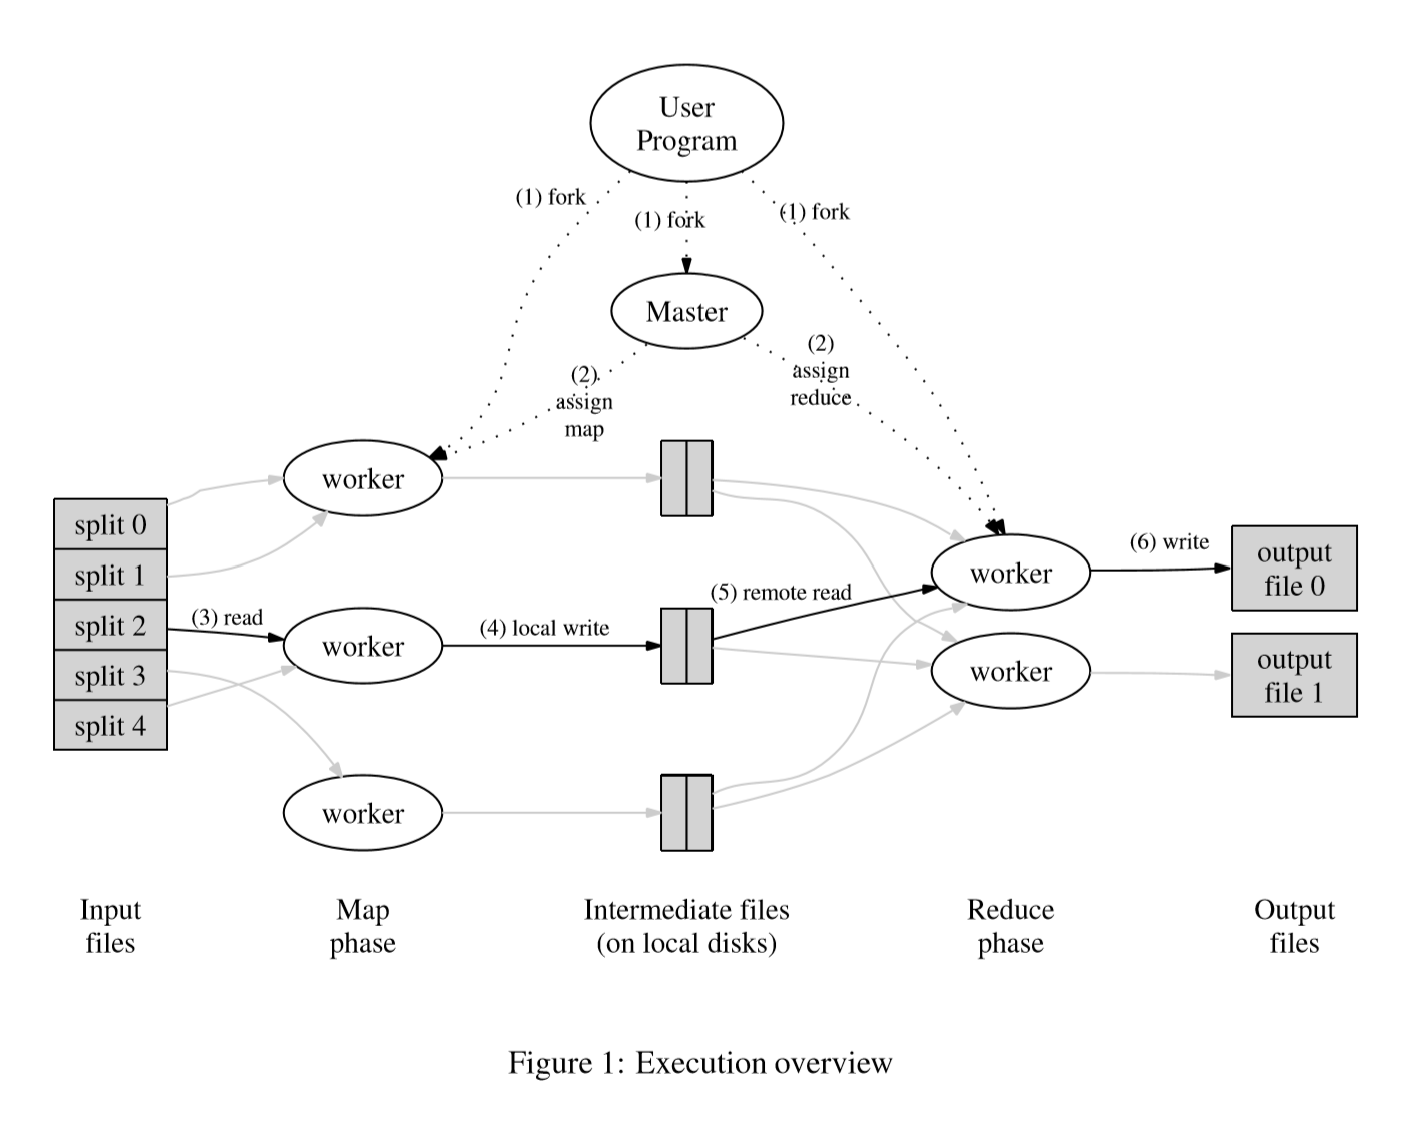 User
Program
(1) fork
(1) fork
(1) fork
Master
(2)
assign
map
(2)
assign
reduce
worker
split 0
split 1
split 2
split 3
split 4
(3) read
worker
(4) local write
(5) remote read
worker
(6) write
output
file 0
worker
output
file 1
worker
Input
files
Map
phase
Intermediate files
(on local disks)
Reduce
phase
Output
files
Figure 1: Execution overview